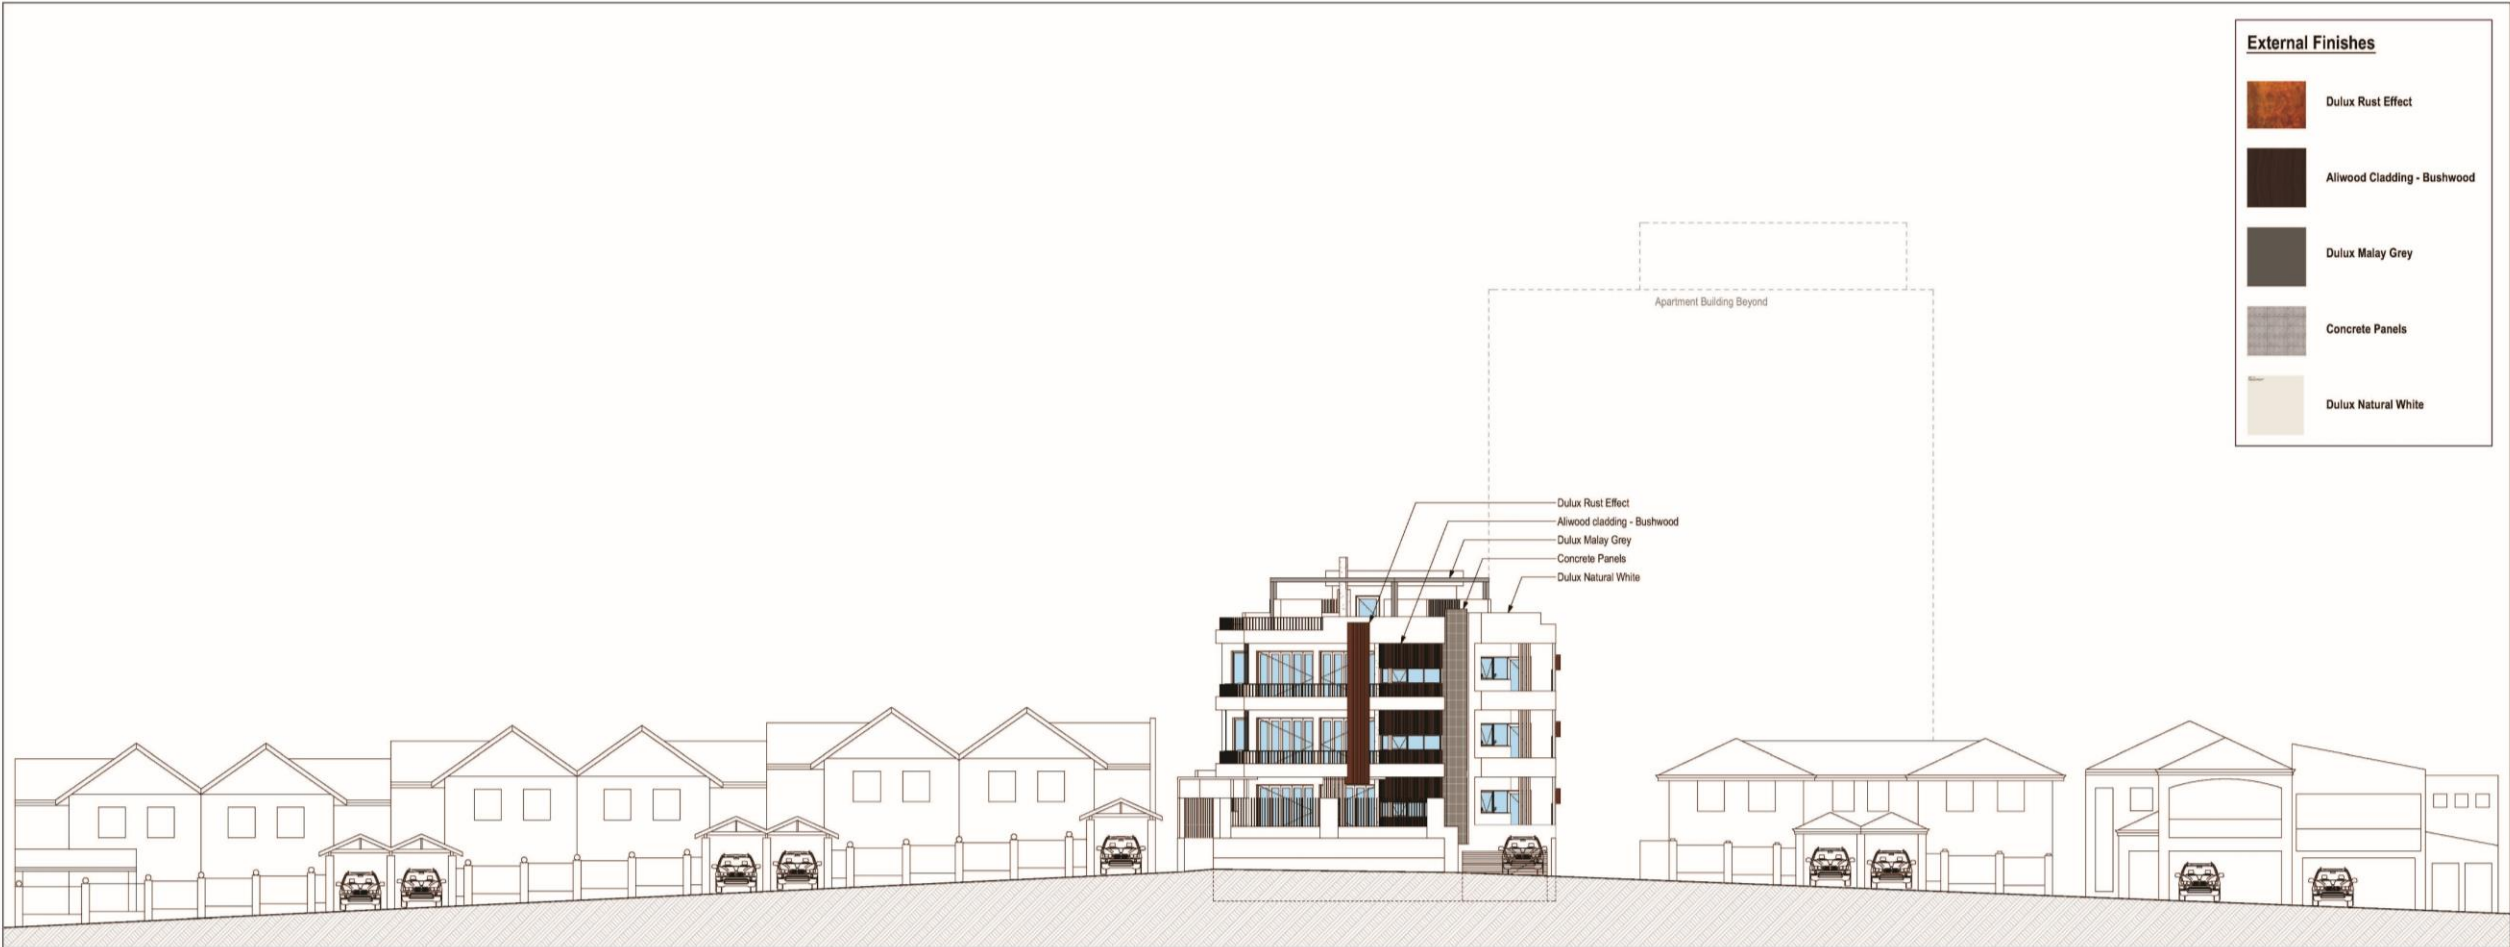 External Finishes
Dulux Rust Effect
Aliwood Cladding - Bushwood
Dulux Malay Grey
Concrete Panels
Dulux Natural White
Apartment Building Beyond
Dulux Rust Effect
Aliwood cladding - Bushwood
Dulux Malay Grey
Concrete Panels
Dulux Natural White